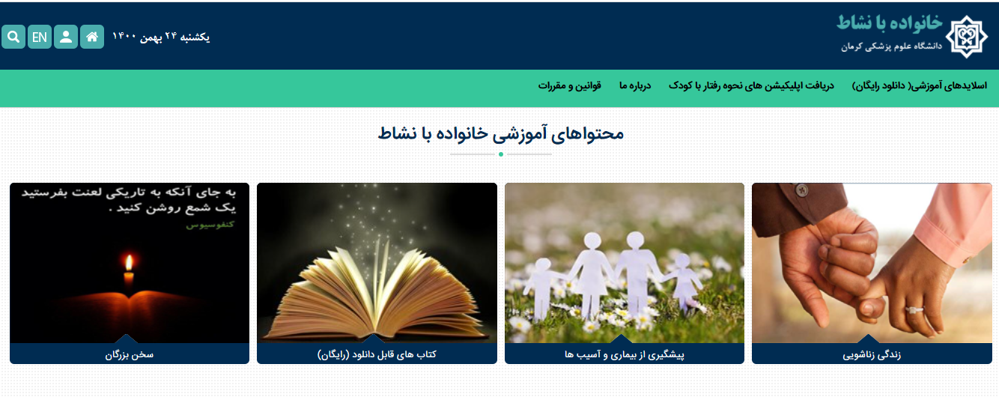 خانواده با نشاط
دانشگاه علوم پزشکی کرمان
یکشنبه ۲۴ بهمن ۱۴۰۰
EN
اسلایدهای آموزشی( دانلود رایگان)
دریافت اپلیکیشن های نحوه رفتار با کودک
درباره ما
قوانین و مقررات
محتواهای آموزشی خانواده با نشاط
زندگی زناشویی
پیشگیری از بیماری و آسیب ها
کتاب های قابل دانلود (رایگان)
به جای آنکه به تاریکی لعنت بفرستید
یک شمع روشن کنید .
کنفوسیوس
سخن بزرگان